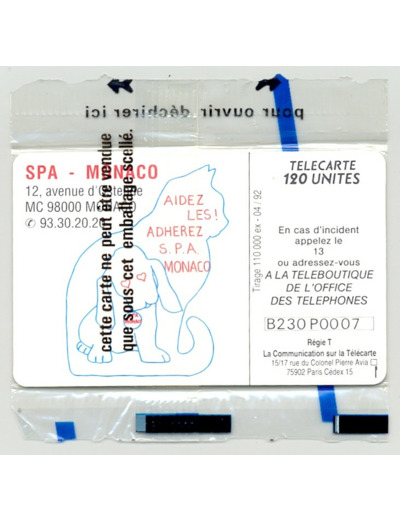 pour ouvrir déchirer ici
SPA - MONACO
MC 98000 MONACO
✆ 93.30.20.20
AIDEZ
LES!
ADHEREZ
S.P.A.
MONACO
cette carte ne peut être vendue
que sous cet emballage scellé.
Tirage 110 000 ex - 04/92
TELECARTE
120 UNITES
En cas d'incident
appelez le
13
ou adressez-vous
A LA TELEBOUTIQUE
DE L'OFFICE
DES TELEPHONES
B230P0007
Régie T
La Communication sur la Télécarte
15/17 rue du Colonel Pierre Avia
75902 Paris Cedex 15